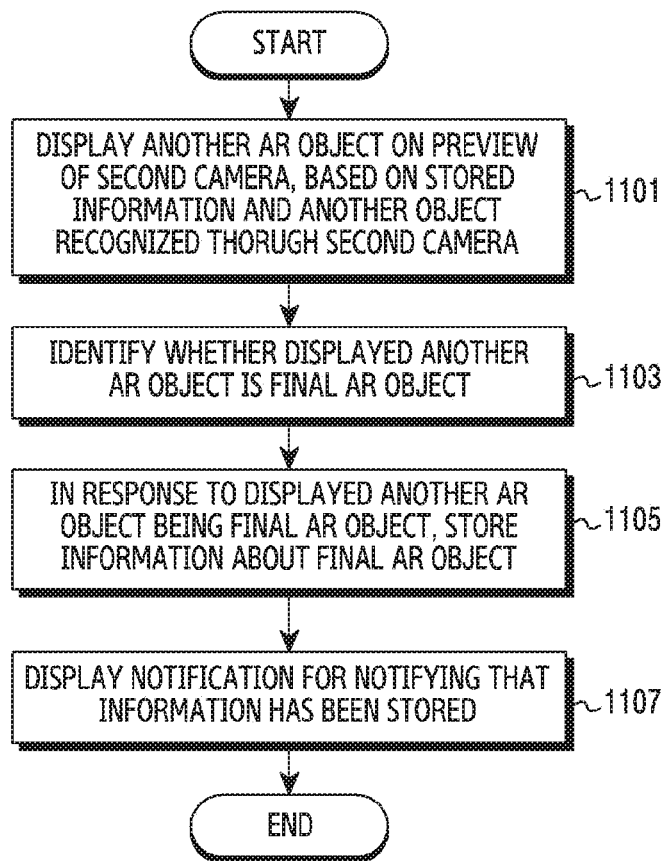 START
DISPLAY ANOTHER AR OBJECT ON PREVIEW
OF SECOND CAMERA, BASED ON STORED
INFORMATION AND ANOTHER OBJECT
RECOGNIZED THORUGH SECOND CAMERA
1101
IDENTIFY WHETHER DISPLAYED ANOTHER
AR OBJECT IS FINAL AR OBJECT
1103
IN RESPONSE TO DISPLAYED ANOTHER AR
OBJECT BEING FINAL AR OBJECT, STORE
INFORMATION ABOUT FINAL AR OBJECT
1105
DISPLAY NOTIFICATION FOR NOTIFYING THAT
INFORMATION HAS BEEN STORED
1107
END